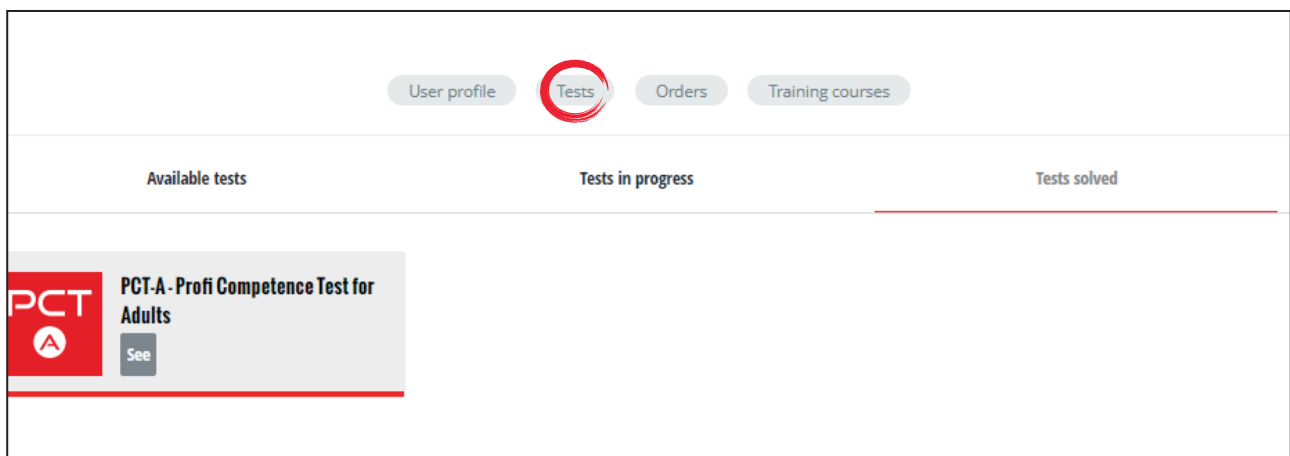 User profile Tests Orders Training courses
Available tests Tests in progress Tests solved
PCT
A
PCT-A - Profi Competence Test for
Adults
See